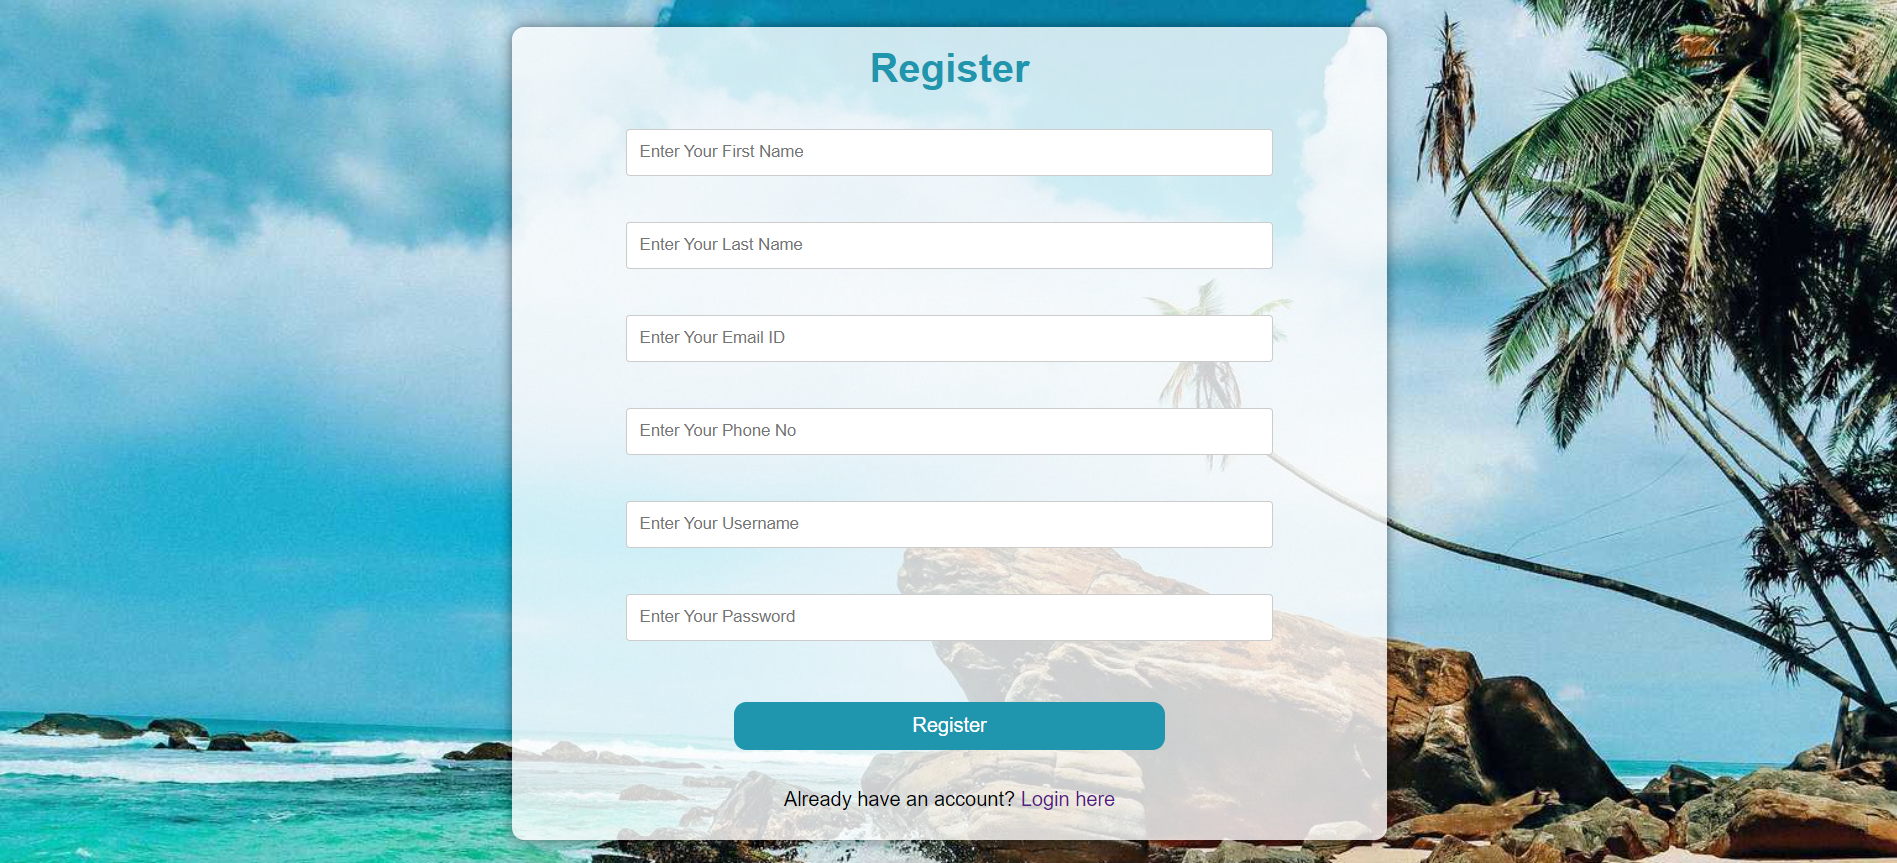 Register
Enter Your First Name
Enter Your Last Name
Enter Your Email ID
Enter Your Phone No
Enter Your Username
Enter Your Password
Register
Already have an account? Login here